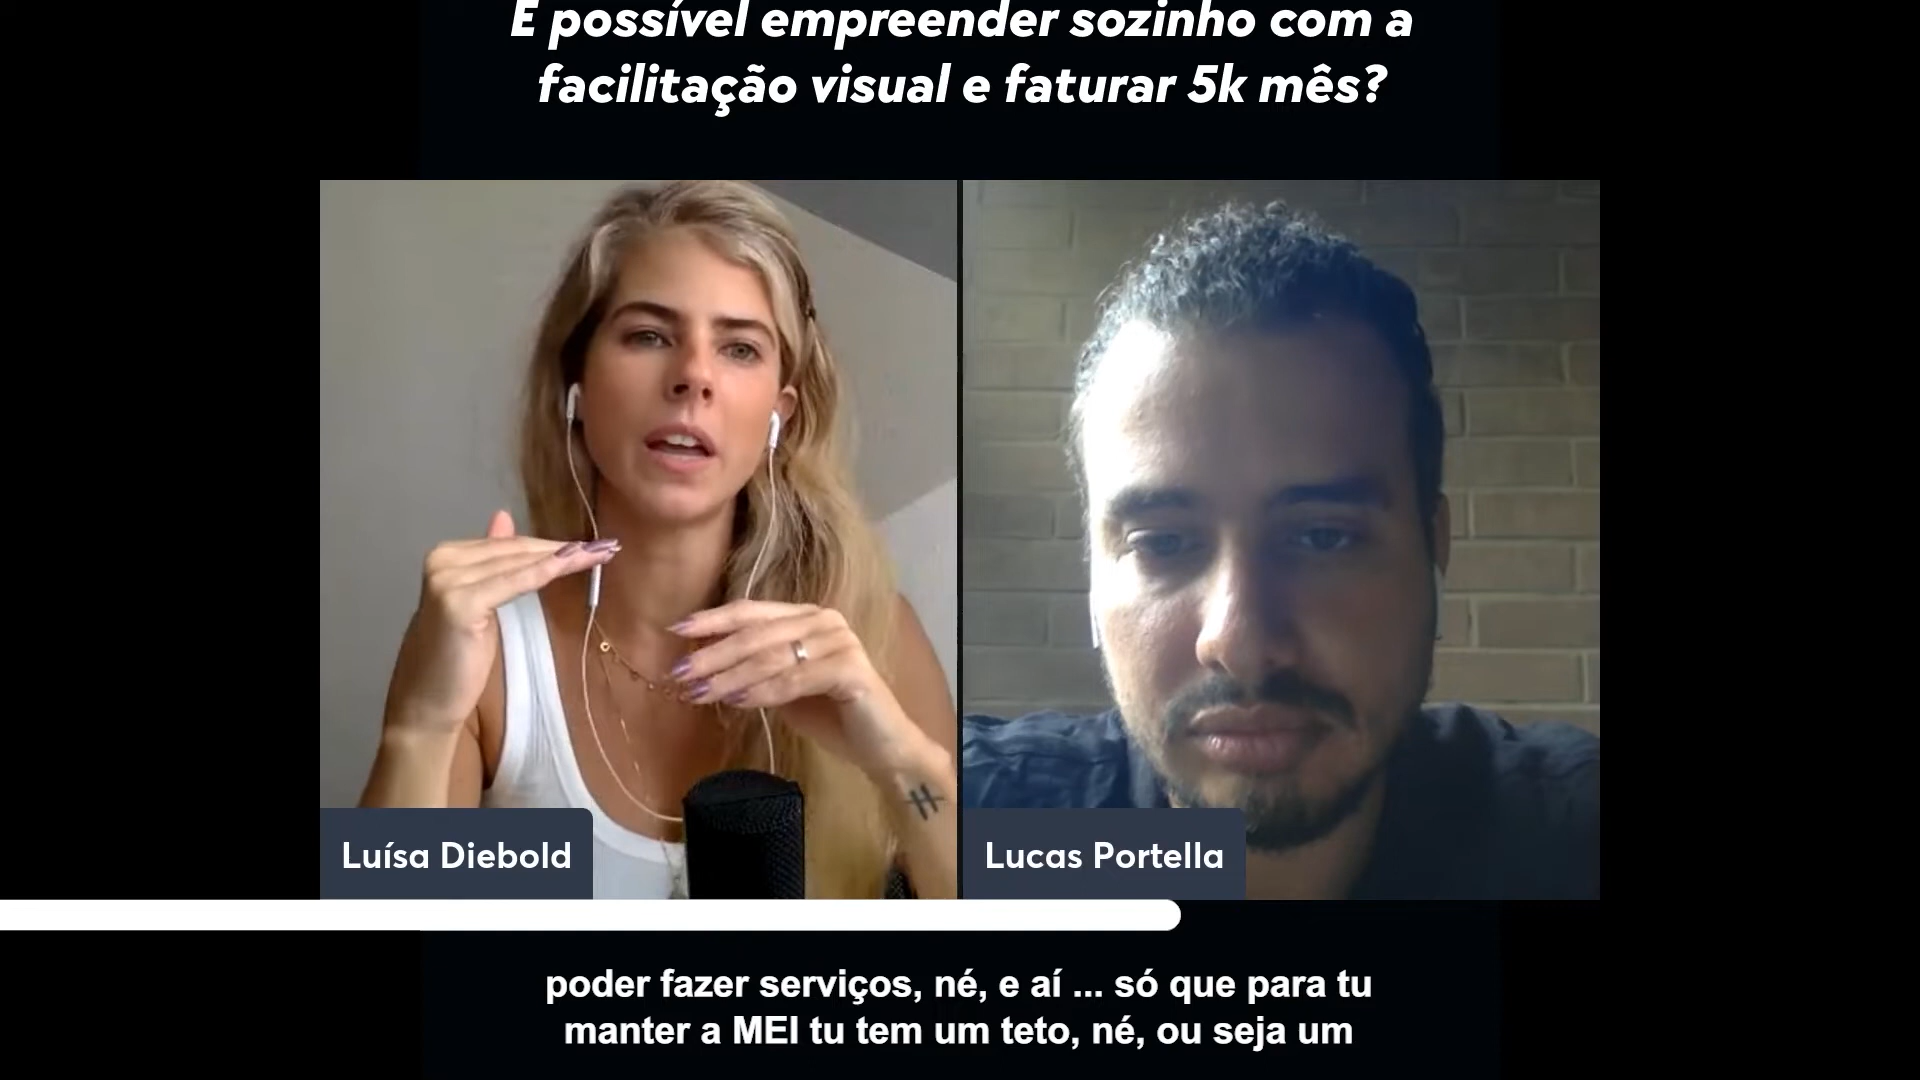 É possível empreender sozinho com a
facilitação visual e faturar 5k mês?
Luísa Diebold
Lucas Portella
poder fazer serviços, né, e aí ... só que para tu
manter a MEI tu tem um teto, né, ou seja um